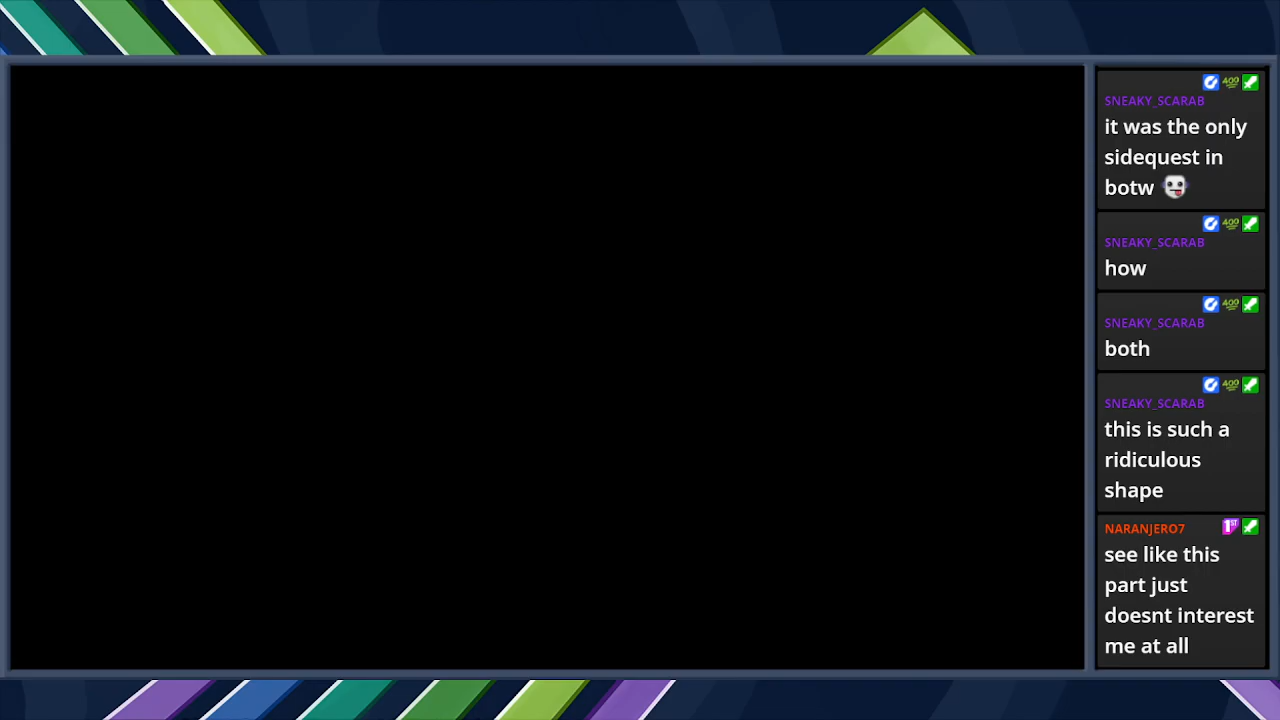 SNEAKY_SCARAB
it was the only
sidequest in
botw
SNEAKY_SCARAB
how
SNEAKY_SCARAB
both
SNEAKY_SCARAB
this is such a
ridiculous
shape
NARANJERO7
see like this
part just
doesnt interest
me at all